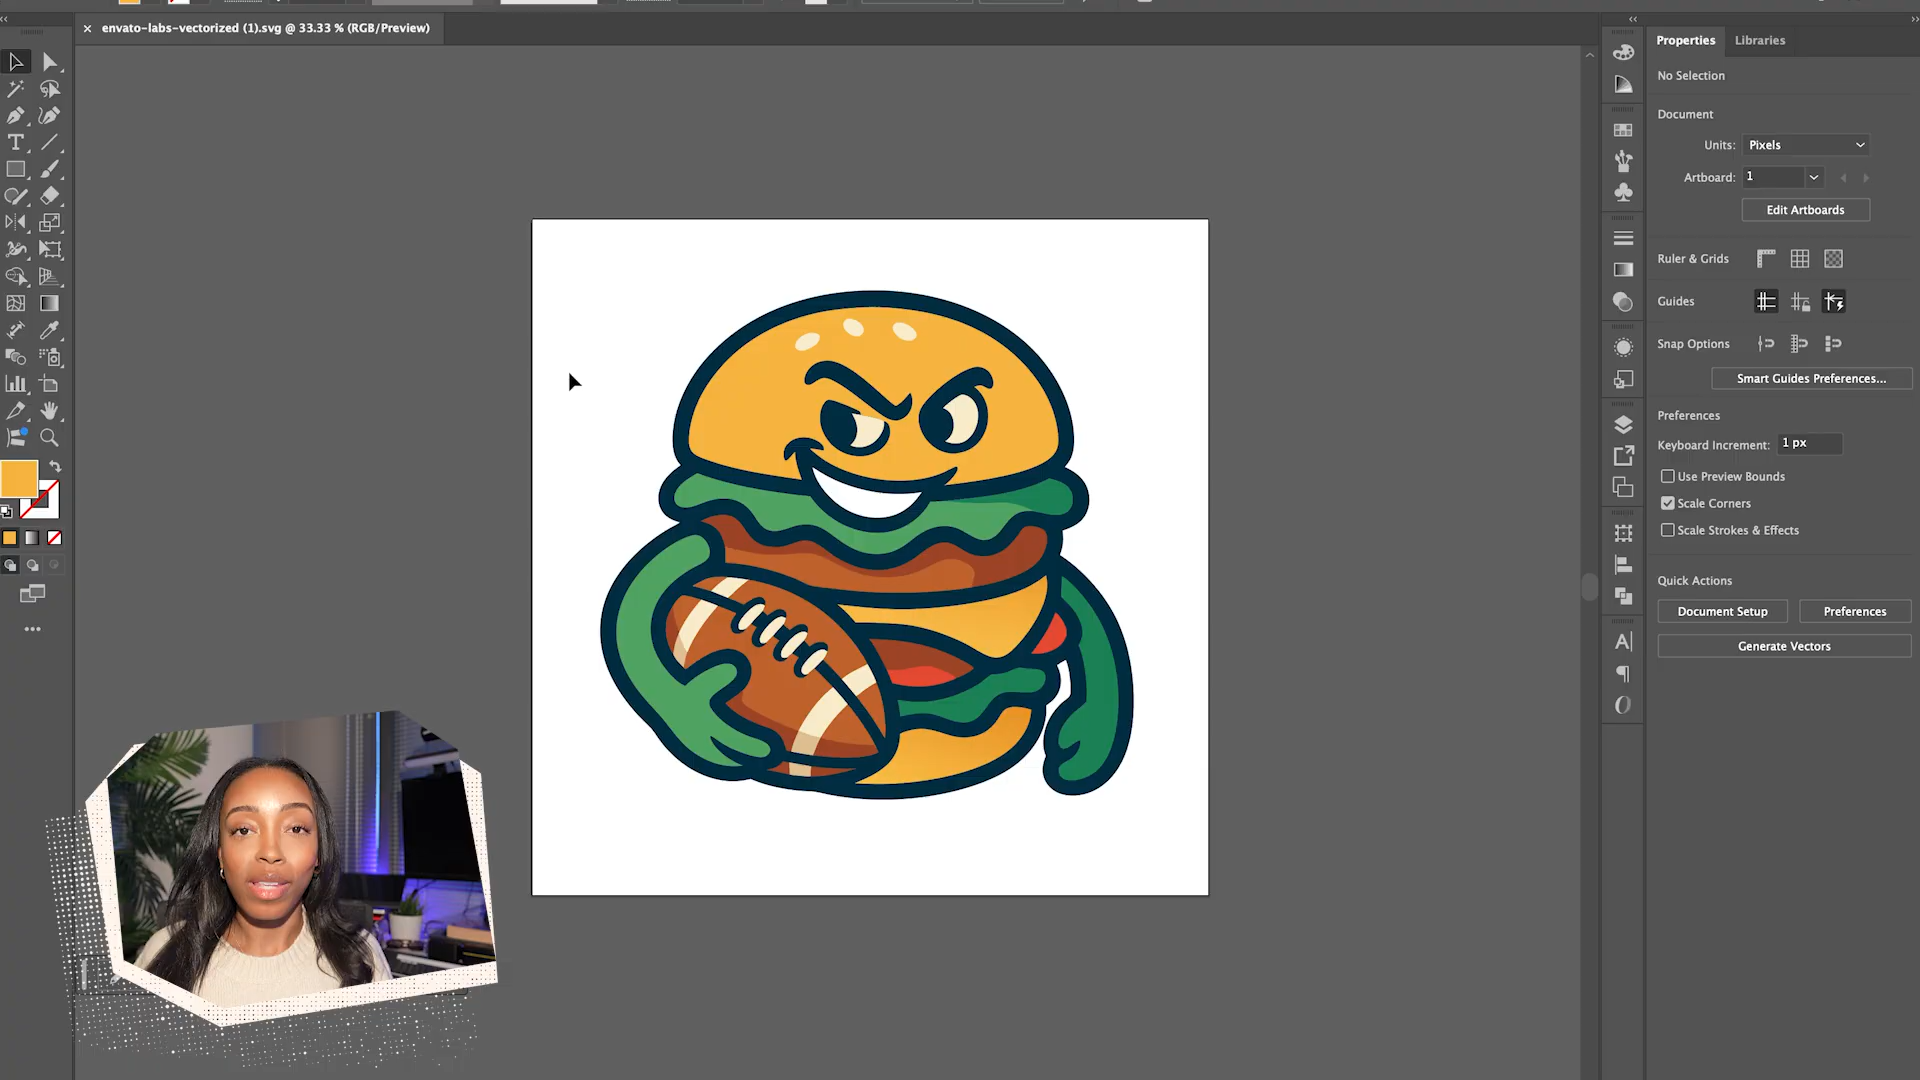 envato-labs-vectorized (1).svg @ 33.33 % (RGB/Preview)
Properties
Libraries
No Selection
Document
Units:
Pixels
Artboard:
1
Edit Artboards
Ruler & Grids
Guides
Snap Options
Smart Guides Preferences...
Preferences
Keyboard Increment:
1 px
Use Preview Bounds
Scale Corners
Scale Strokes & Effects
Quick Actions
Document Setup
Preferences
Generate Vectors